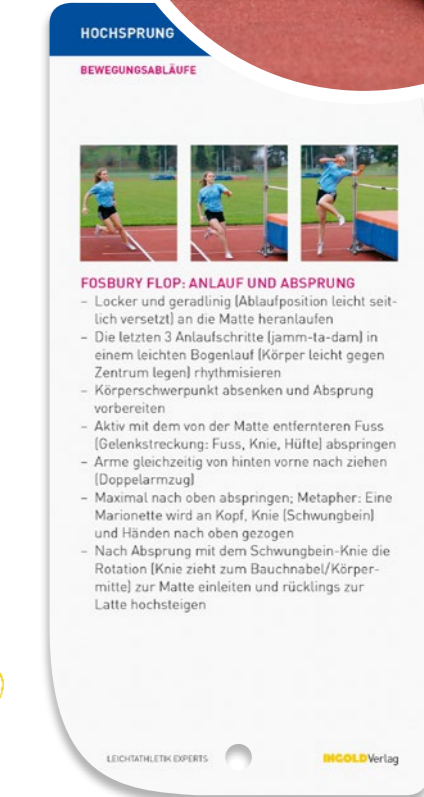 HOCHSPRUNG
BEWEGUNGSABLÄUFE
FOSBURY FLOP: ANLAUF UND ABSPRUNG
– Locker und geradlinig (Ablaufposition leicht seit-
lich versetzt) an die Matte heranlaufen
– Die letzten 3 Anlaufschritte (jamm-ta-dam) in
einem leichten Bogenlauf (Körper leicht gegen
Zentrum legen) rhythmisieren
– Körperschwerpunkt absenken und Absprung
vorbereiten
– Aktiv mit dem von der Matte entfernteren Fuss
(Gelenkstreckung: Fuss, Knie, Hüfte) abspringen
– Arme gleichzeitig von hinten vorne nach ziehen
(Doppelarmzug)
– Maximal nach oben abspringen; Metapher: Eine
Marionette wird an Kopf, Knie (Schwungbein)
und Händen nach oben gezogen
– Nach Absprung mit dem Schwungbein-Knie die
Rotation (Knie zieht zum Bauchnabel/Körper-
mitte) zur Matte einleiten und rücklings zur
Latte hochsteigen
LEICHTATHLETIK EXPERTS
INGOLDVerlag